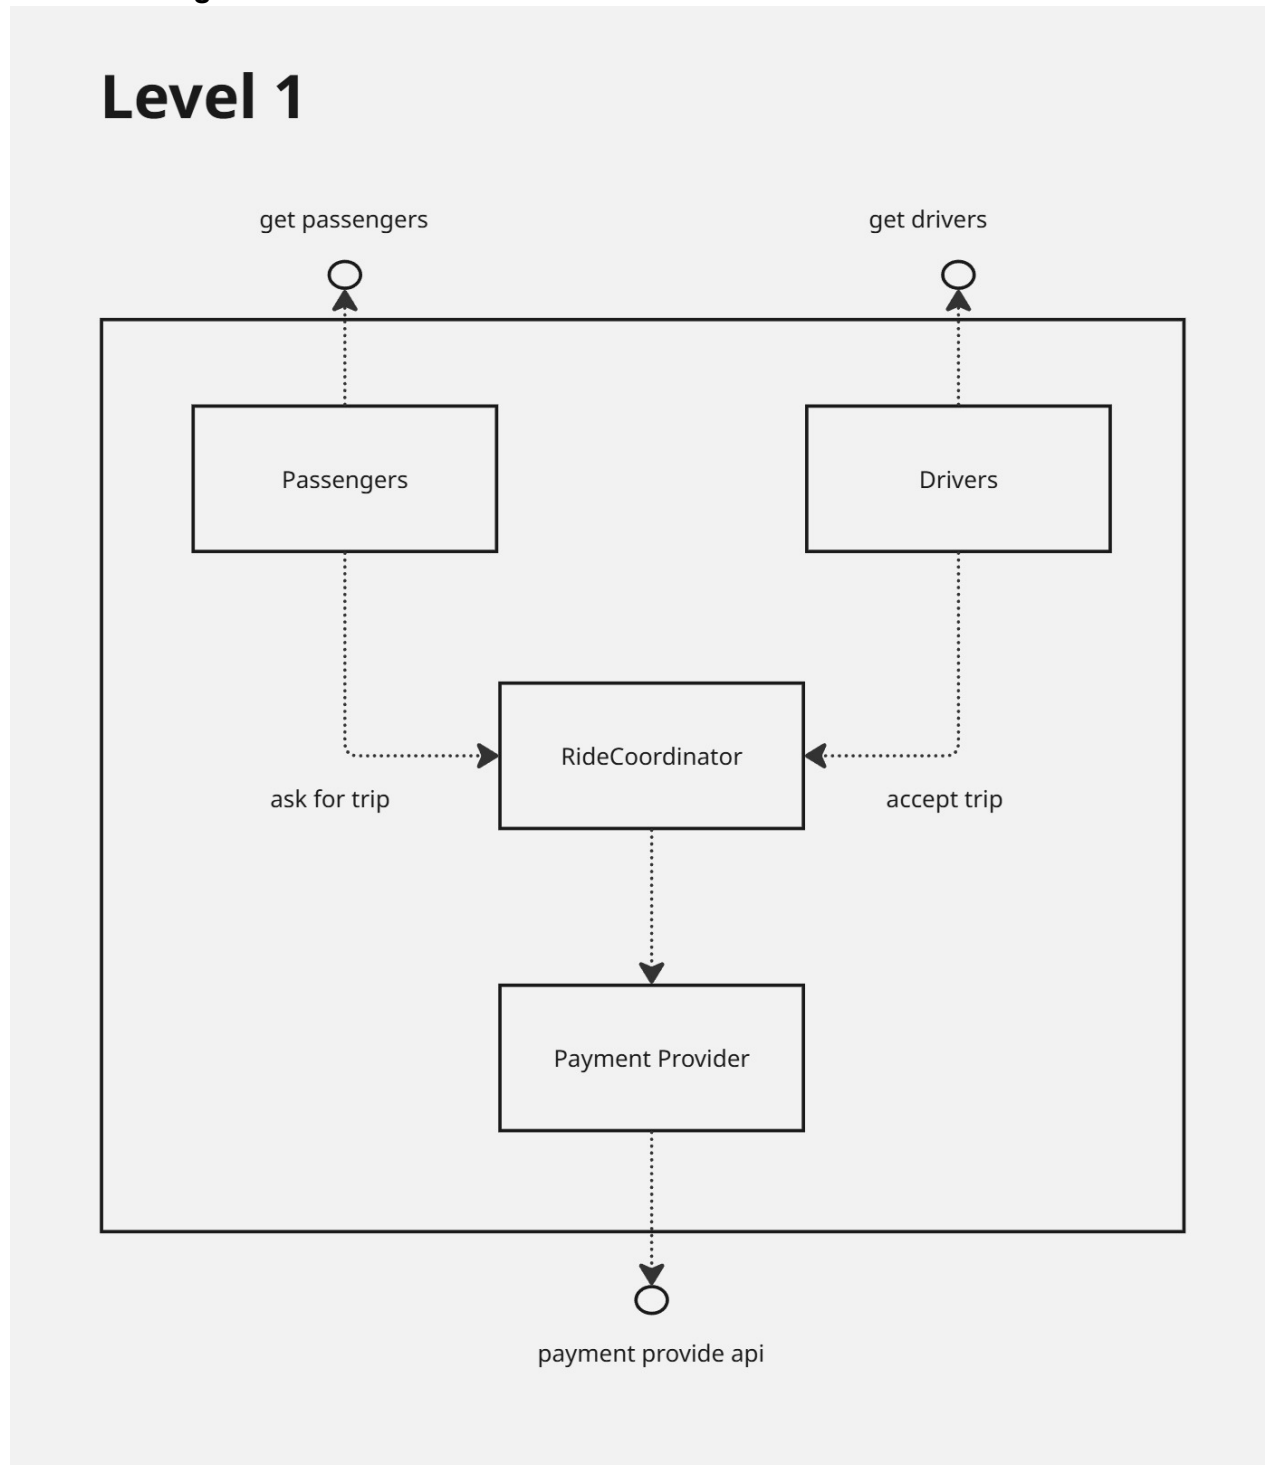 Level 1
get passengers
get drivers
Passengers
Drivers
RideCoordinator
ask for trip
accept trip
Payment Provider
payment provide api